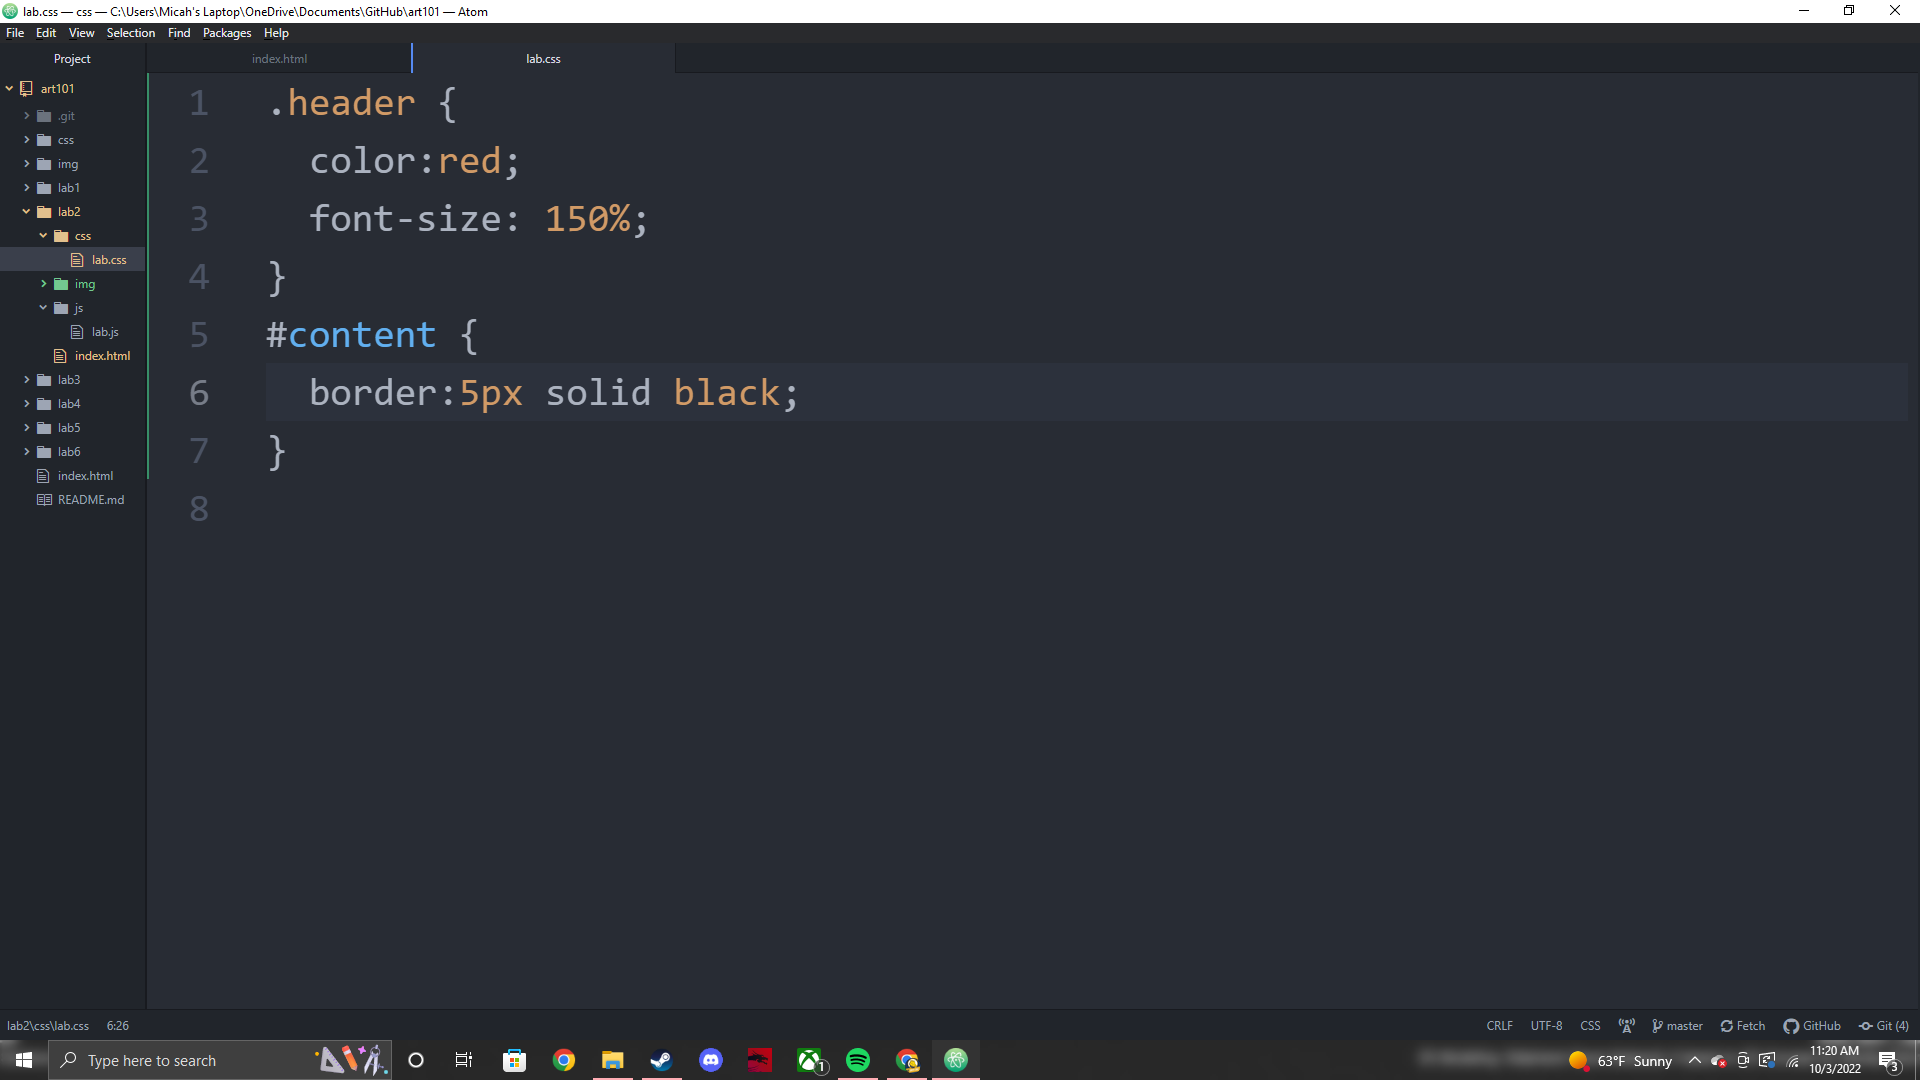 lab.css — css — C:\Users\Micah's Laptop\OneDrive\Documents\GitHub\art101 — Atom
File Edit View Selection Find Packages Help
Project
index.html
lab.css
art101
.git
css
img
lab1
lab2
css
lab.css
img
js
lab.js
index.html
lab3
lab4
lab5
lab6
index.html
README.md
1 .header {
2 color:red;
3 font-size: 150%;
4 }
5 #content {
6 border:5px solid black;
7 }
8
lab2\css\lab.css 6:26
CRLF UTF-8 CSS master Fetch GitHub Git (4)
Type here to search
1
63°F Sunny
11:20 AM
10/3/2022
3